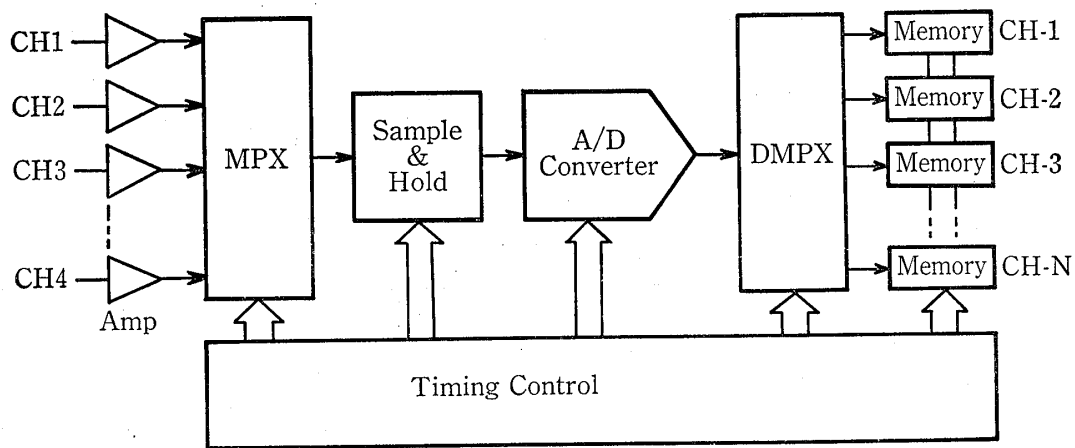 CH1
CH2
CH3
CH4
Amp
MPX
Sample
&
Hold
A/D
Converter
DMPX
Memory CH-1
Memory CH-2
Memory CH-3
Memory CH-N
Timing Control